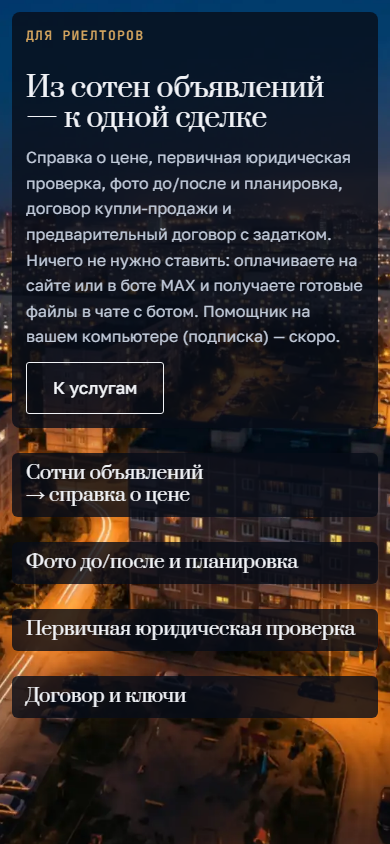 ДЛЯ РИЕЛТОРОВ
Из сотен объявлений
— к одной сделке
Справка о цене, первичная юридическая
проверка, фото до/после и планировка,
договор купли-продажи и
предварительный договор с задатком.
Ничего не нужно ставить: оплачиваете на
сайте или в боте MAX и получаете готовые
файлы в чате с ботом. Помощник на
вашем компьютере (подписка) — скоро.
К услугам
Сотни объявлений
→ справка о цене
Фото до/после и планировка
Первичная юридическая проверка
Договор и ключи